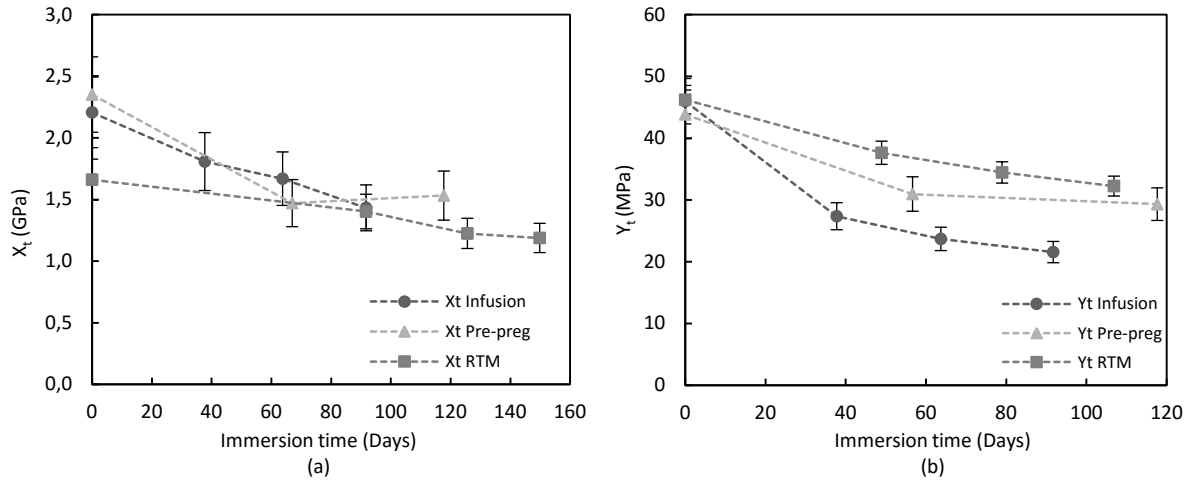 3,0
2,5
2,0
1,5
1,0
0,5
0,0
X_t (GPa)
0 20 40 60 80 100 120 140 160
Immersion time (Days)
(a)
Xt Infusion
Xt Pre-preg
Xt RTM
60
50
40
30
20
10
0
Y_t (MPa)
0 20 40 60 80 100 120
Immersion time (Days)
(b)
Yt Infusion
Yt Pre-preg
Yt RTM